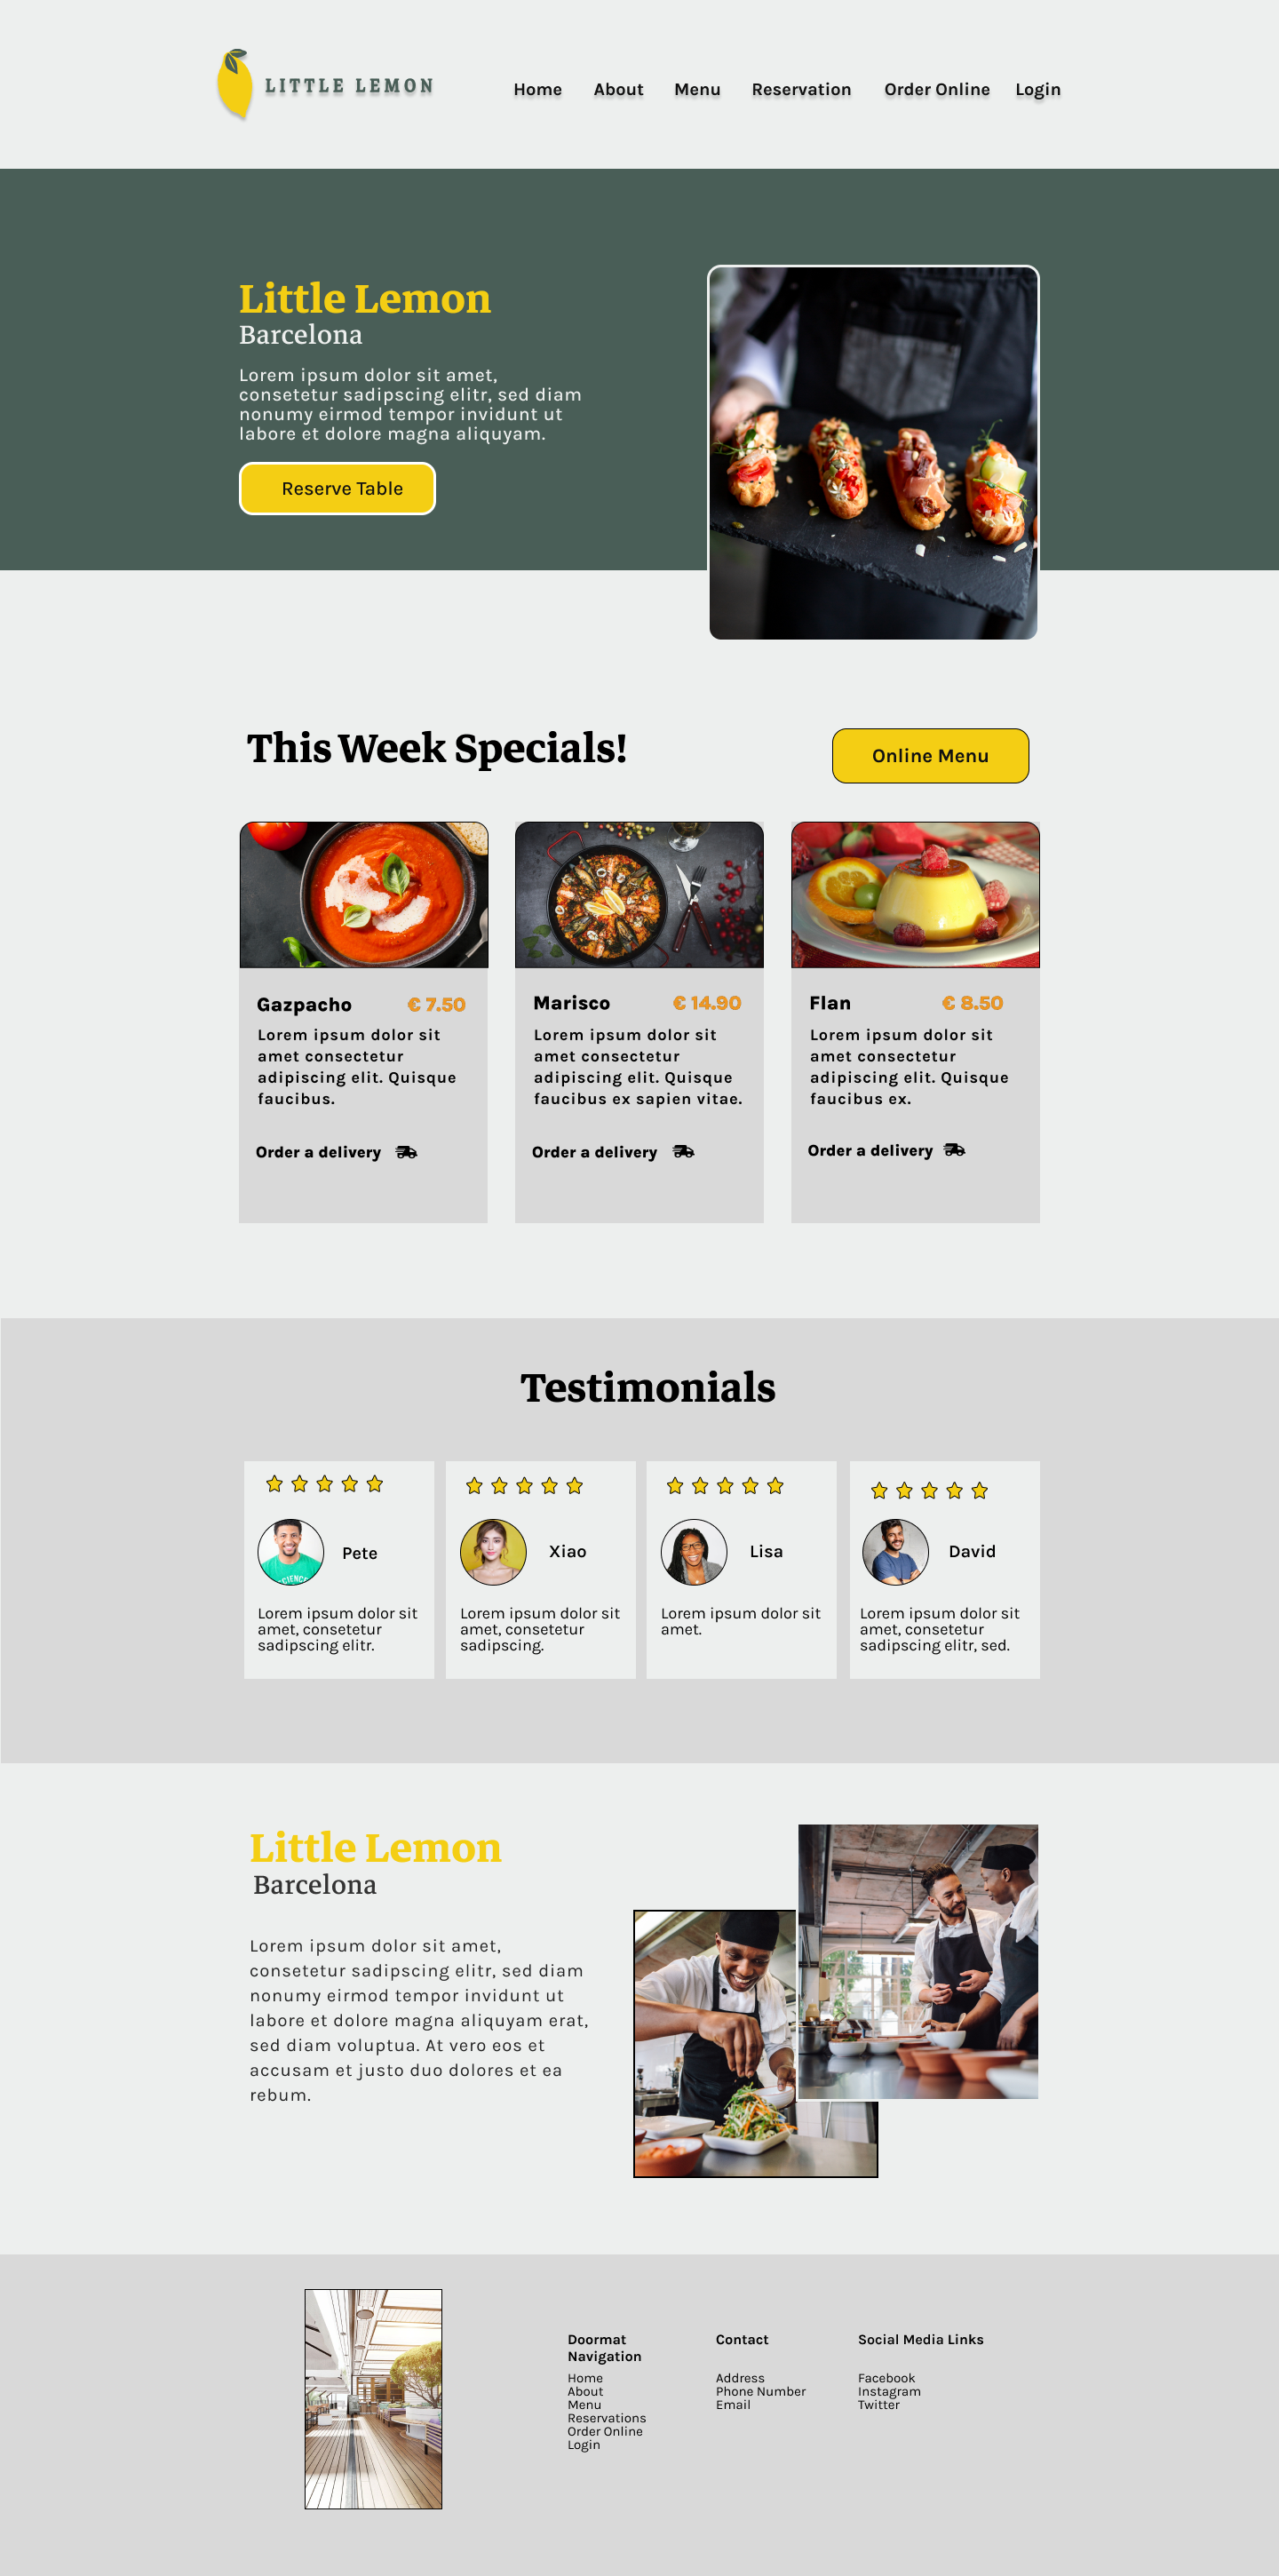 LITTLE LEMON
Home About Menu Reservation Order Online Login
Little Lemon
Barcelona
Lorem ipsum dolor sit amet,
consetetur sadipscing elitr, sed diam
nonumy eirmod tempor invidunt ut
labore et dolore magna aliquyam.
Reserve Table
This Week Specials!
Online Menu
Gazpacho € 7.50
Lorem ipsum dolor sit
amet consectetur
adipiscing elit. Quisque
faucibus.
Order a delivery
Marisco € 14.90
Lorem ipsum dolor sit
amet consectetur
adipiscing elit. Quisque
faucibus ex sapien vitae.
Order a delivery
Flan € 8.50
Lorem ipsum dolor sit
amet consectetur
adipiscing elit. Quisque
faucibus ex.
Order a delivery
Testimonials
Pete
Lorem ipsum dolor sit
amet, consetetur
sadipscing elitr.
Xiao
Lorem ipsum dolor sit
amet, consetetur
sadipscing.
Lisa
Lorem ipsum dolor sit
amet.
David
Lorem ipsum dolor sit
amet, consetetur
sadipscing elitr, sed.
Little Lemon
Barcelona
Lorem ipsum dolor sit amet,
consetetur sadipscing elitr, sed diam
nonumy eirmod tempor invidunt ut
labore et dolore magna aliquyam erat,
sed diam voluptua. At vero eos et
accusam et justo duo dolores et ea
rebum.
Doormat
Navigation
Home
About
Menu
Reservations
Order Online
Login
Contact
Address
Phone Number
Email
Social Media Links
Facebook
Instagram
Twitter